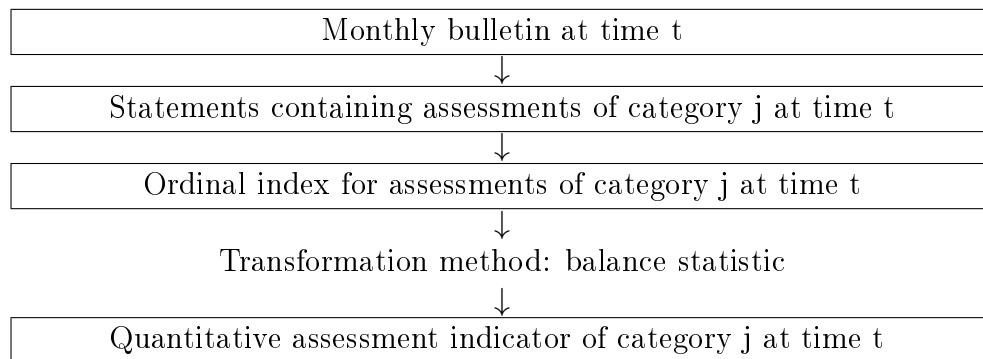 Monthly bulletin at time t
↓
Statements containing assessments of category j at time t
↓
Ordinal index for assessments of category j at time t
↓
Transformation method: balance statistic
↓
Quantitative assessment indicator of category j at time t